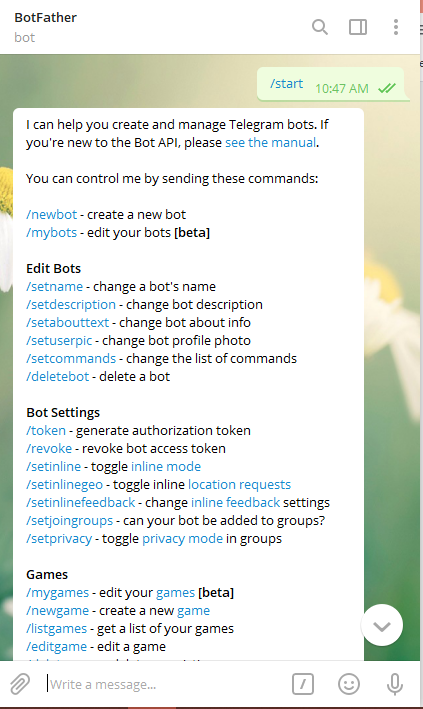 BotFather
bot
/start
10:47 AM
I can help you create and manage Telegram bots. If
you're new to the Bot API, please see the manual.
You can control me by sending these commands:
/newbot - create a new bot
/mybots - edit your bots [beta]
Edit Bots
/setname - change a bot's name
/setdescription - change bot description
/setabouttext - change bot about info
/setuserpic - change bot profile photo
/setcommands - change the list of commands
/deletebot - delete a bot
Bot Settings
/token - generate authorization token
/revoke - revoke bot access token
/setinline - toggle inline mode
/setinlinegeo - toggle inline location requests
/setinlinefeedback - change inline feedback settings
/setjoingroups - can your bot be added to groups?
/setprivacy - toggle privacy mode in groups
Games
/mygames - edit your games [beta]
/newgame - create a new game
/listgames - get a list of your games
/editgame - edit a game
Write a message...